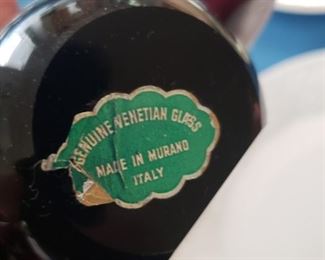 GENUINE VENETIAN GLASS
MADE IN MURANO
ITALY